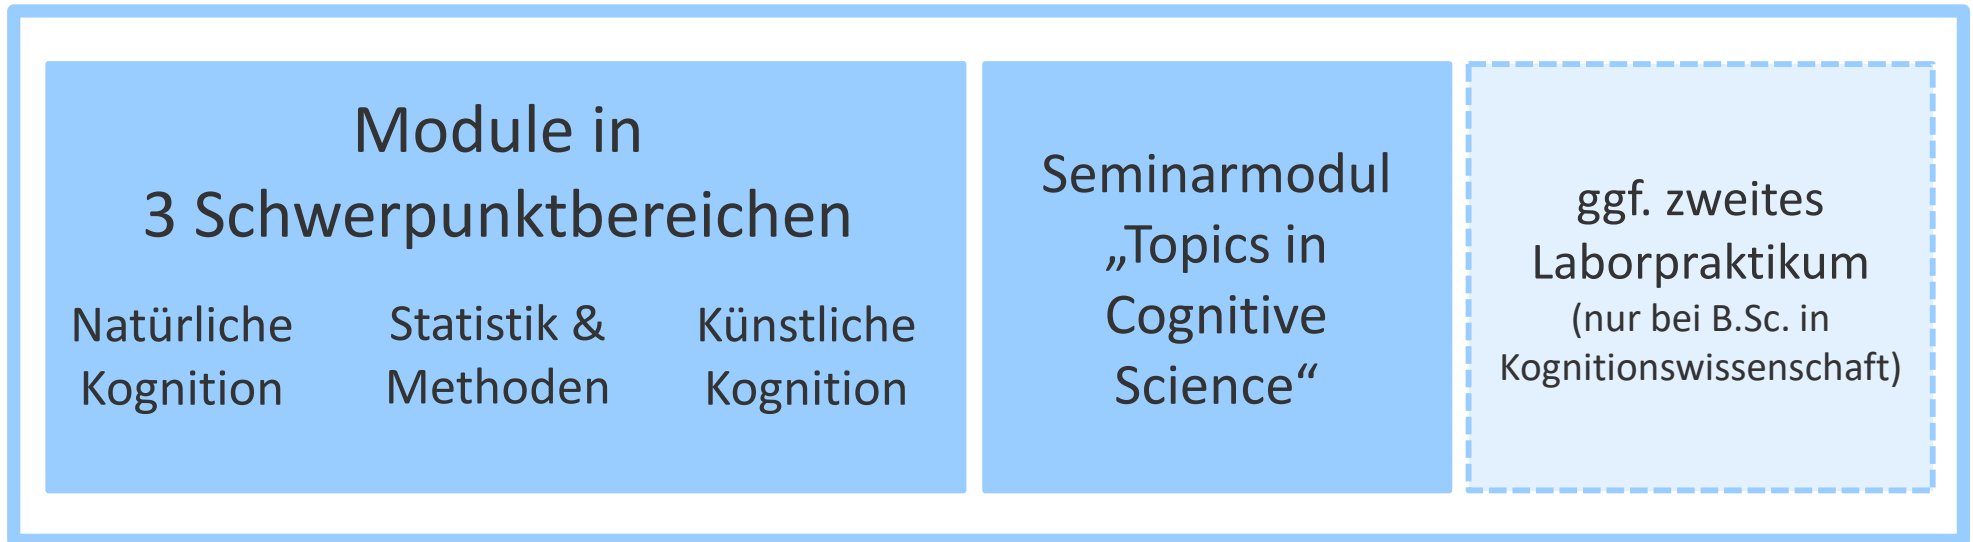 Module in
3 Schwerpunktbereichen
Natürliche
Kognition
Statistik &
Methoden
Künstliche
Kognition
Seminarmodul
„Topics in
Cognitive
Science“
ggf. zweites
Laborpraktikum
(nur bei B.Sc. in
Kognitionswissenschaft)